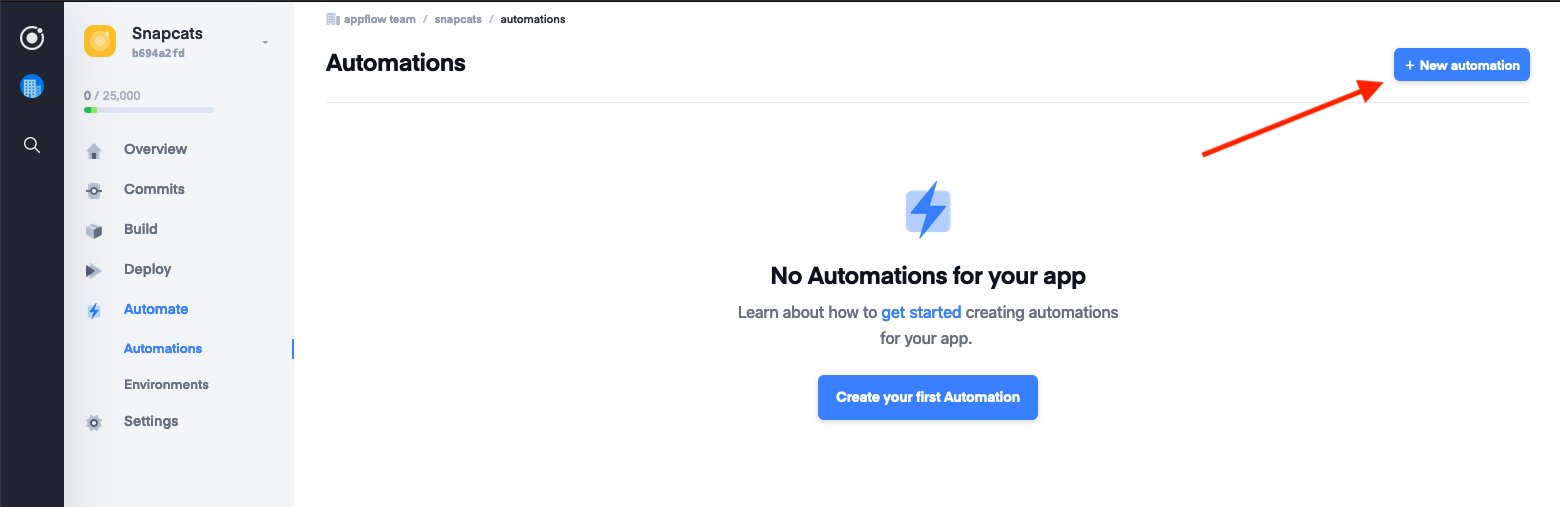 Snapcats
b694a2fd
0 / 25,000
Overview
Commits
Build
Deploy
Automate
Automations
Environments
Settings
appflow team / snapcats / automations
Automations
+ New automation
No Automations for your app
Learn about how to get started creating automations
for your app.
Create your first Automation